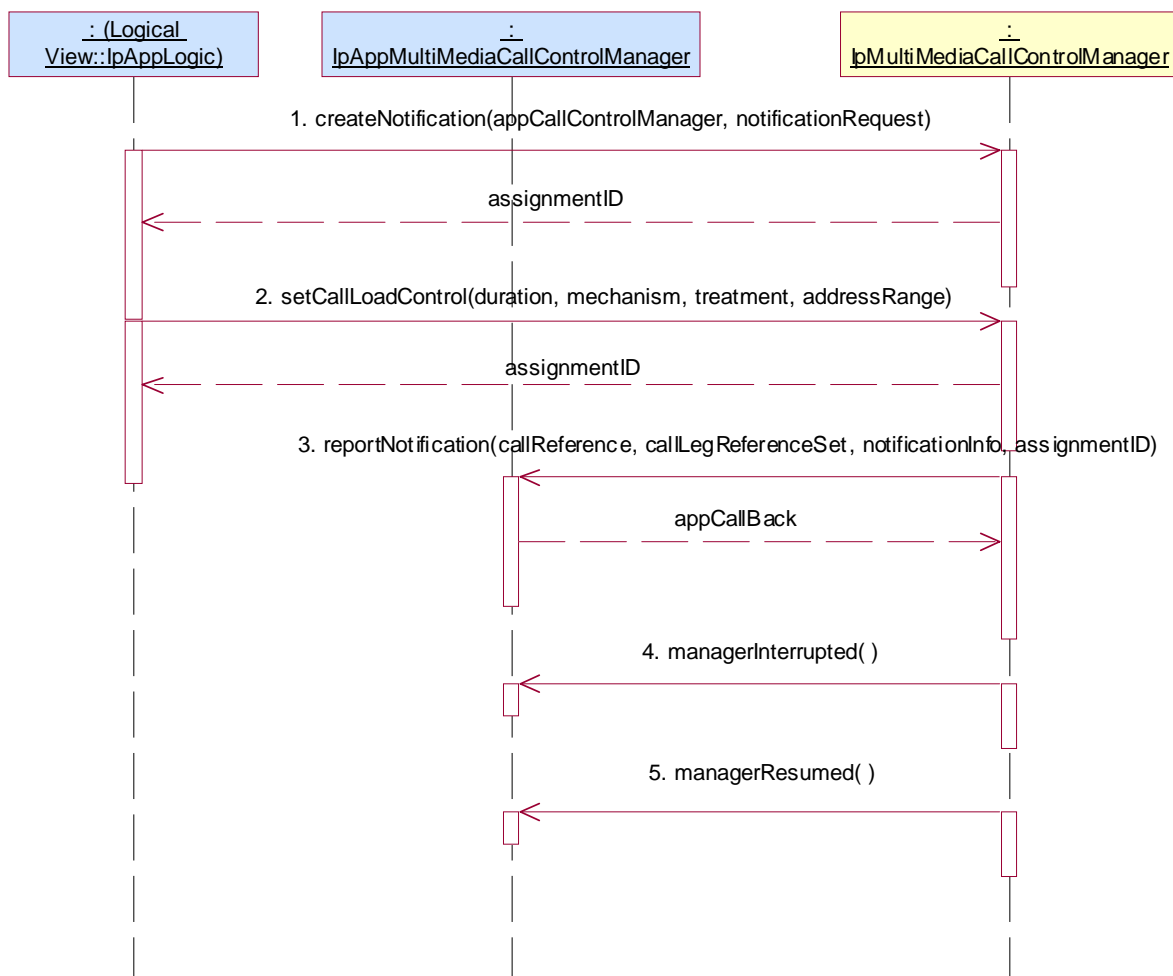 : (Logical
View::IpAppLogic)
:
IpAppMultiMediaCallControlManager
:
IpMultiMediaCallControlManager
1. createNotification(appCallControlManager, notificationRequest)
assignmentID
2. setCallLoadControl(duration, mechanism, treatment, addressRange)
assignmentID
3. reportNotification(callReference, callLegReferenceSet, notificationInfo, assignmentID)
appCallBack
4. managerInterrupted( )
5. managerResumed( )